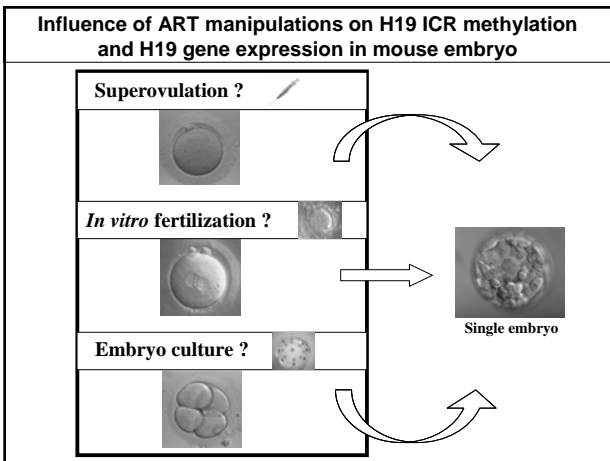 Influence of ART manipulations on H19 ICR methylation
and H19 gene expression in mouse embryo
Superovulation ?
In vitro fertilization ?
Single embryo
Embryo culture ?